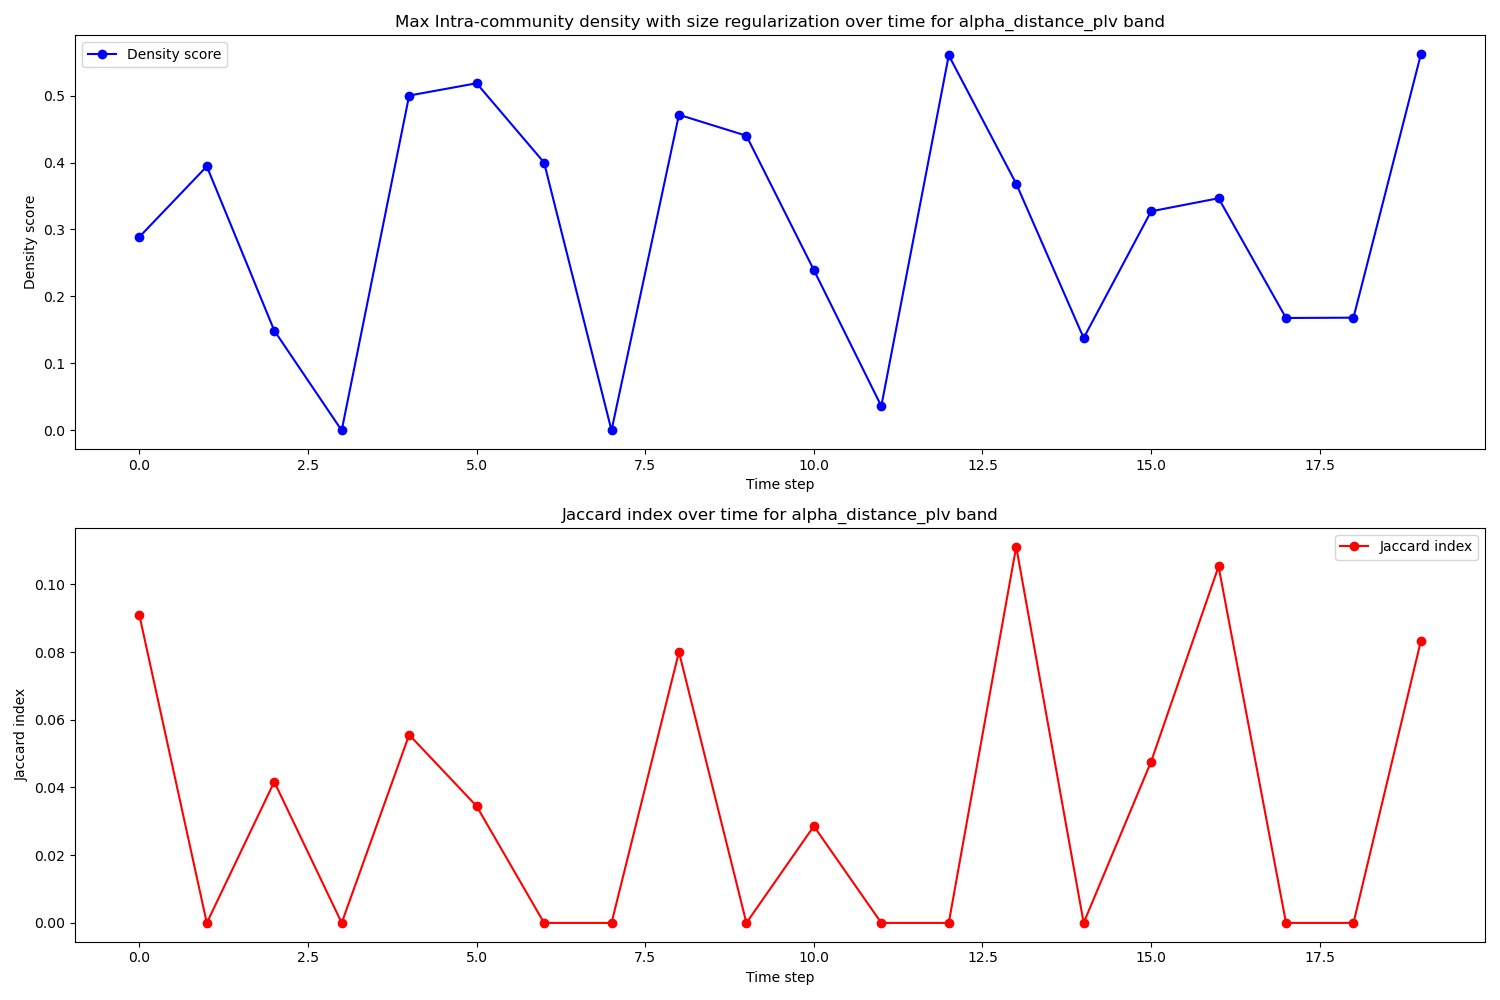 Max Intra-community density with size regularization over time for alpha_distance_plv band
Density score
Density score
0.5
0.4
0.3
0.2
0.1
0.0
0.0 2.5 5.0 7.5 10.0 12.5 15.0 17.5
Time step
Jaccard index over time for alpha_distance_plv band
Jaccard index
Jaccard index
0.10
0.08
0.06
0.04
0.02
0.00
0.0 2.5 5.0 7.5 10.0 12.5 15.0 17.5
Time step